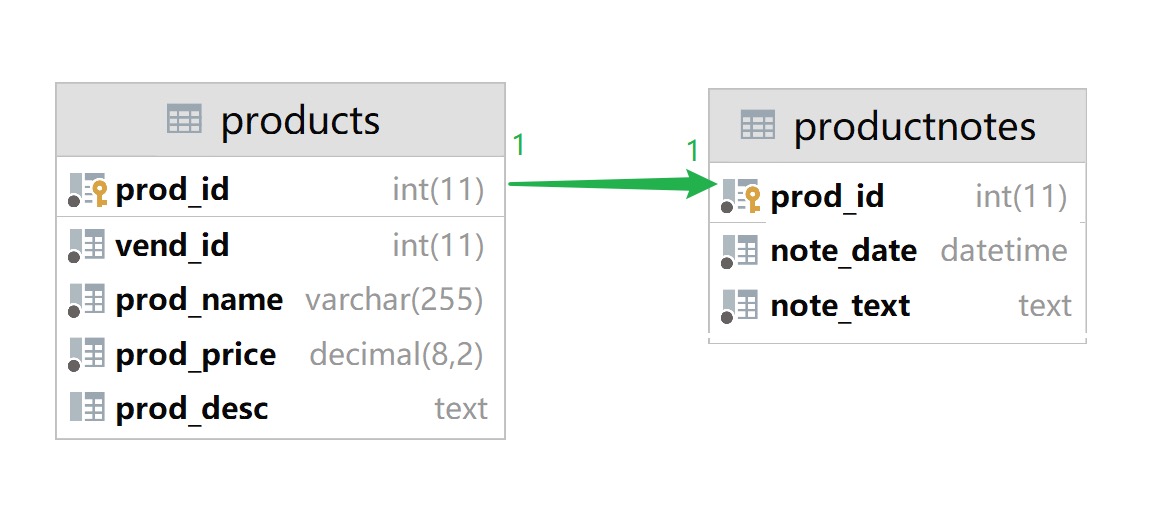 products
prod_id int(11)
vend_id int(11)
prod_name varchar(255)
prod_price decimal(8,2)
prod_desc text
1
1
productnotes
prod_id int(11)
note_date datetime
note_text text